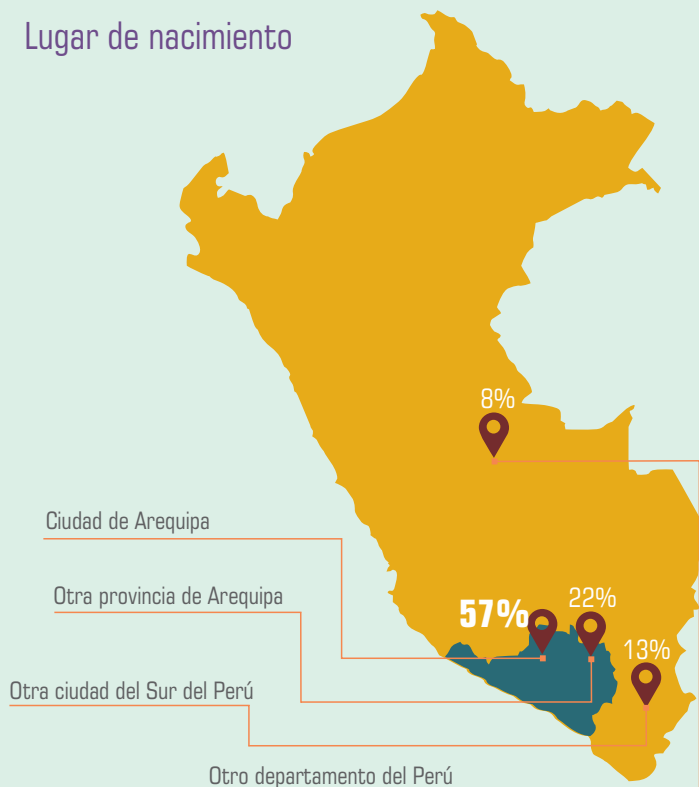 Lugar de nacimiento
8%
Ciudad de Arequipa
Otra provincia de Arequipa
57%
22%
13%
Otra ciudad del Sur del Perú
Otro departamento del Perú